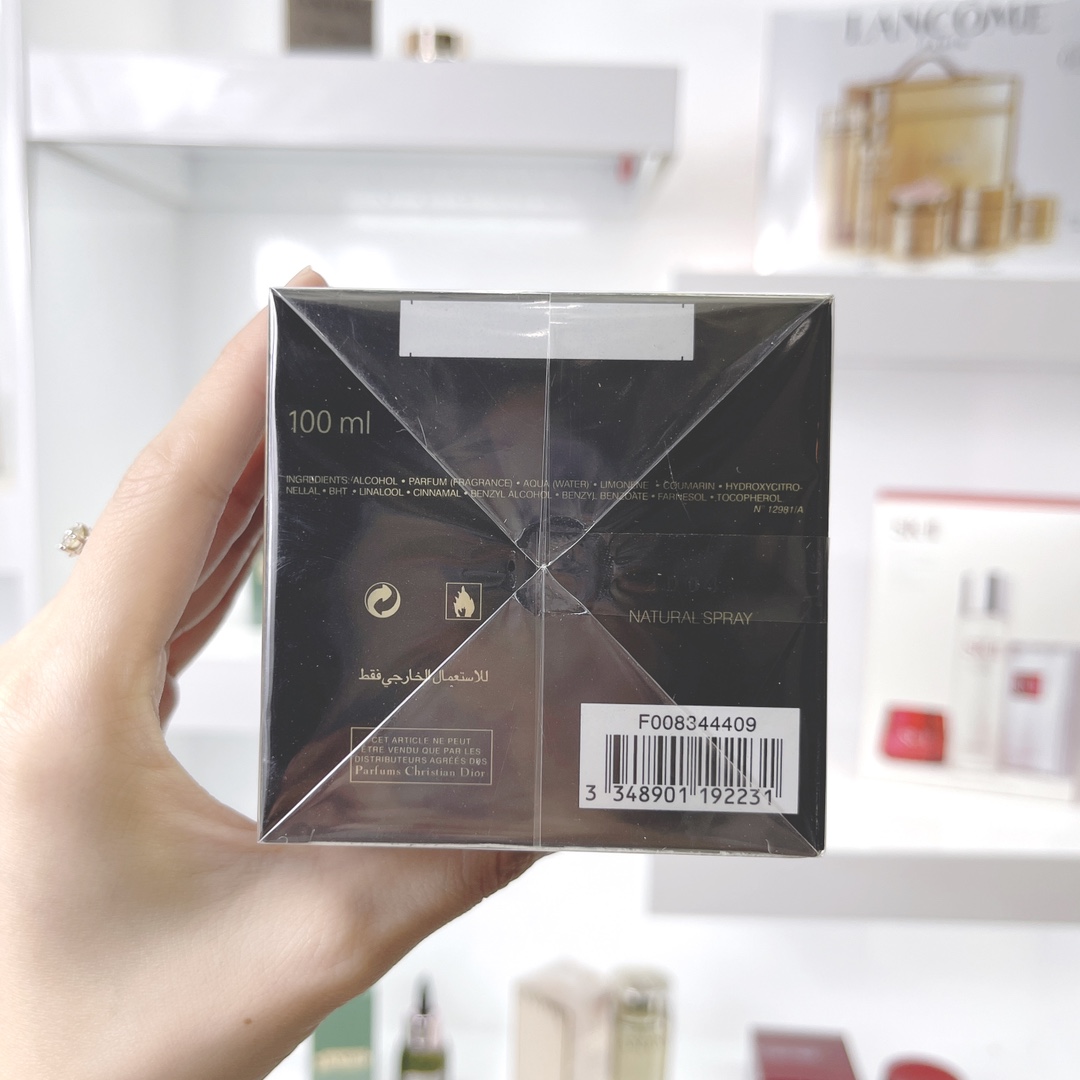 LANCÔME
PARIS
100 ml
INGREDIENTS: ALCOHOL • PARFUM (FRAGRANCE) • AQUA (WATER) • LIMONENE • COUMARIN • HYDROXYCITRO-
NELLAL • BHT • LINALOOL • CINNAMAL • BENZYL ALCOHOL • BENZYL BENZOATE • FARNESOL • TOCOPHEROL
N° 12981/A
NATURAL SPRAY
للاستعمال الخارجي فقط
CET ARTICLE NE PEUT
ÊTRE VENDU QUE PAR LES
DISTRIBUTEURS AGRÉÉS DES
Parfums Christian Dior
F008344409
3 348901 192231